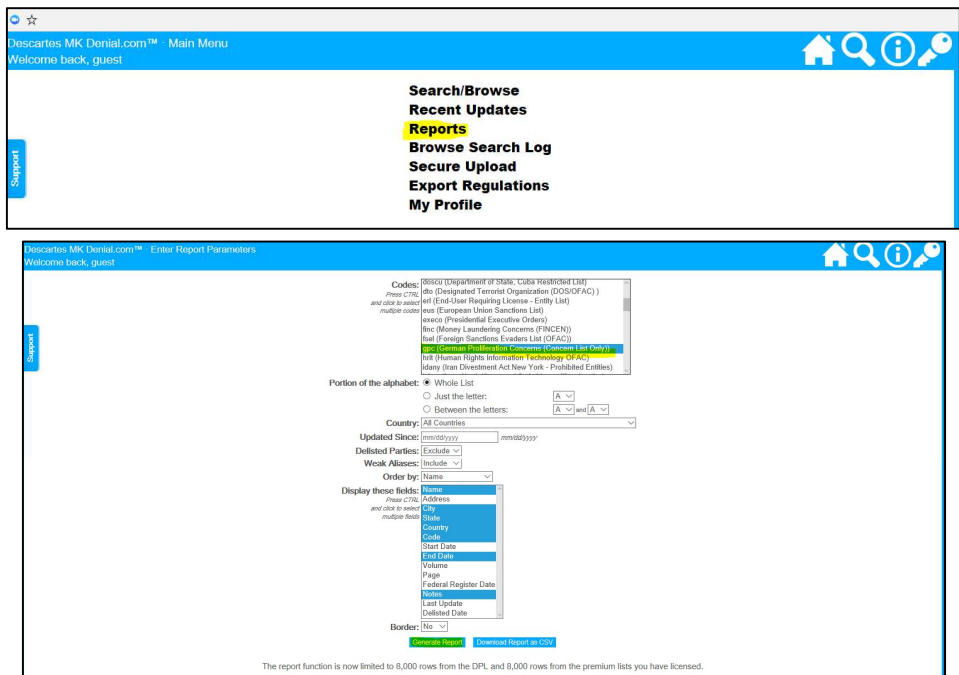 Descartes MK Denial.com™ - Main Menu
Welcome back, guest
Search/Browse
Recent Updates
Reports
Browse Search Log
Secure Upload
Export Regulations
My Profile
Support
Descartes MK Denial.com™ - Enter Report Parameters
Welcome back, guest
Support
Codes:
Press CTRL
and click to select
multiple codes
doscu (Department of State, Cuba Restricted List)
dto (Designated Terrorist Organization (DOS/OFAC) )
erl (End-User Requiring License - Entity List)
eus (European Union Sanctions List)
execo (Presidential Executive Orders)
finc (Money Laundering Concerns (FINCEN))
fsel (Foreign Sanctions Evaders List (OFAC))
gpc (German Proliferation Concerns (Concern List Only))
hrit (Human Rights Information Technology OFAC)
idany (Iran Divestment Act New York - Prohibited Entities)
Portion of the alphabet: Whole List
Just the letter: A
Between the letters: A and A
Country: All Countries
Updated Since: mm/dd/yyyy mm/dd/yyyy
Delisted Parties: Exclude
Weak Aliases: Include
Order by: Name
Display these fields:
Press CTRL
and click to select
multiple fields
Name
Address
City
State
Country
Code
Start Date
End Date
Volume
Page
Federal Register Date
Notes
Last Update
Delisted Date
Border: No
Generate Report Download Report as CSV
The report function is now limited to 8,000 rows from the DPL and 8,000 rows from the premium lists you have licensed.